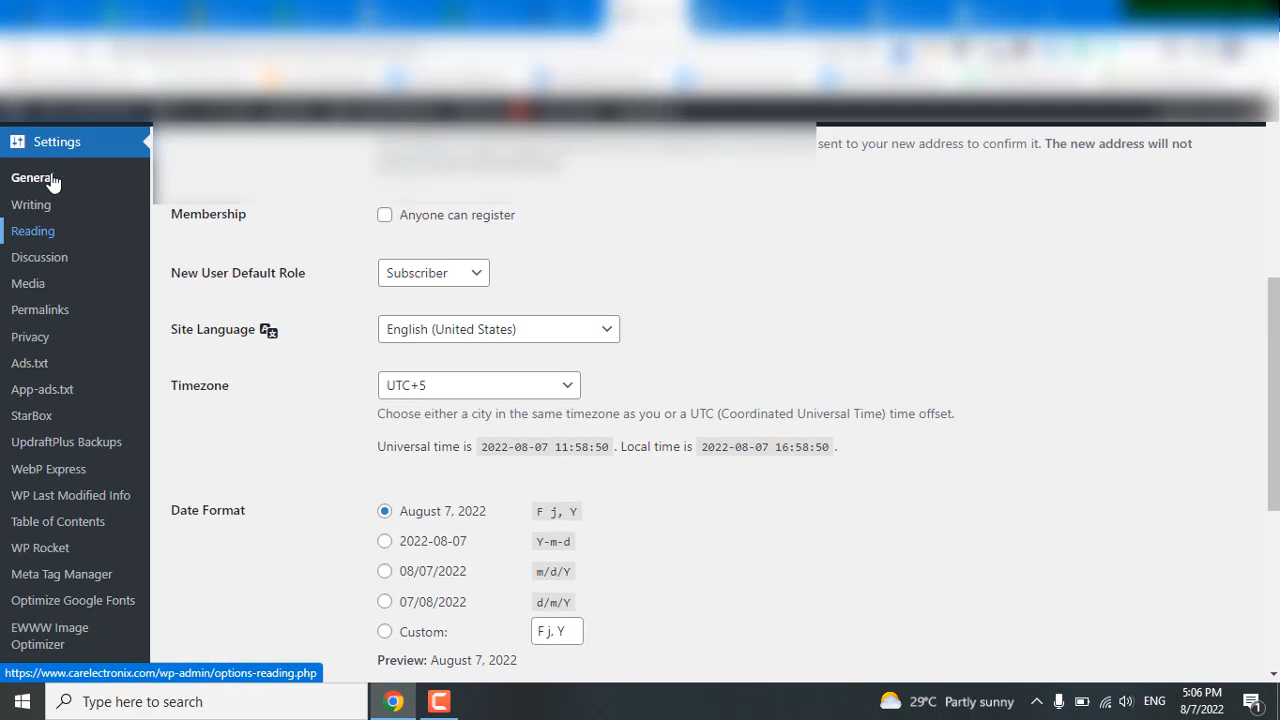 Settings
sent to your new address to confirm it. The new address will not
General
Writing
Reading
Discussion
Media
Permalinks
Privacy
Ads.txt
App-ads.txt
StarBox
UpdraftPlus Backups
WebP Express
WP Last Modified Info
Table of Contents
WP Rocket
Meta Tag Manager
Optimize Google Fonts
EWWW Image
Optimizer
Membership
Anyone can register
New User Default Role
Subscriber
Site Language
English (United States)
Timezone
UTC+5
Choose either a city in the same timezone as you or a UTC (Coordinated Universal Time) time offset.
Universal time is 2022-08-07 11:58:50 . Local time is 2022-08-07 16:58:50 .
Date Format
August 7, 2022 F j, Y
2022-08-07 Y-m-d
08/07/2022 m/d/Y
07/08/2022 d/m/Y
Custom: F j, Y
Preview: August 7, 2022
https://www.carelectronix.com/wp-admin/options-reading.php
Type here to search
29°C Partly sunny
ENG
5:06 PM
8/7/2022
1